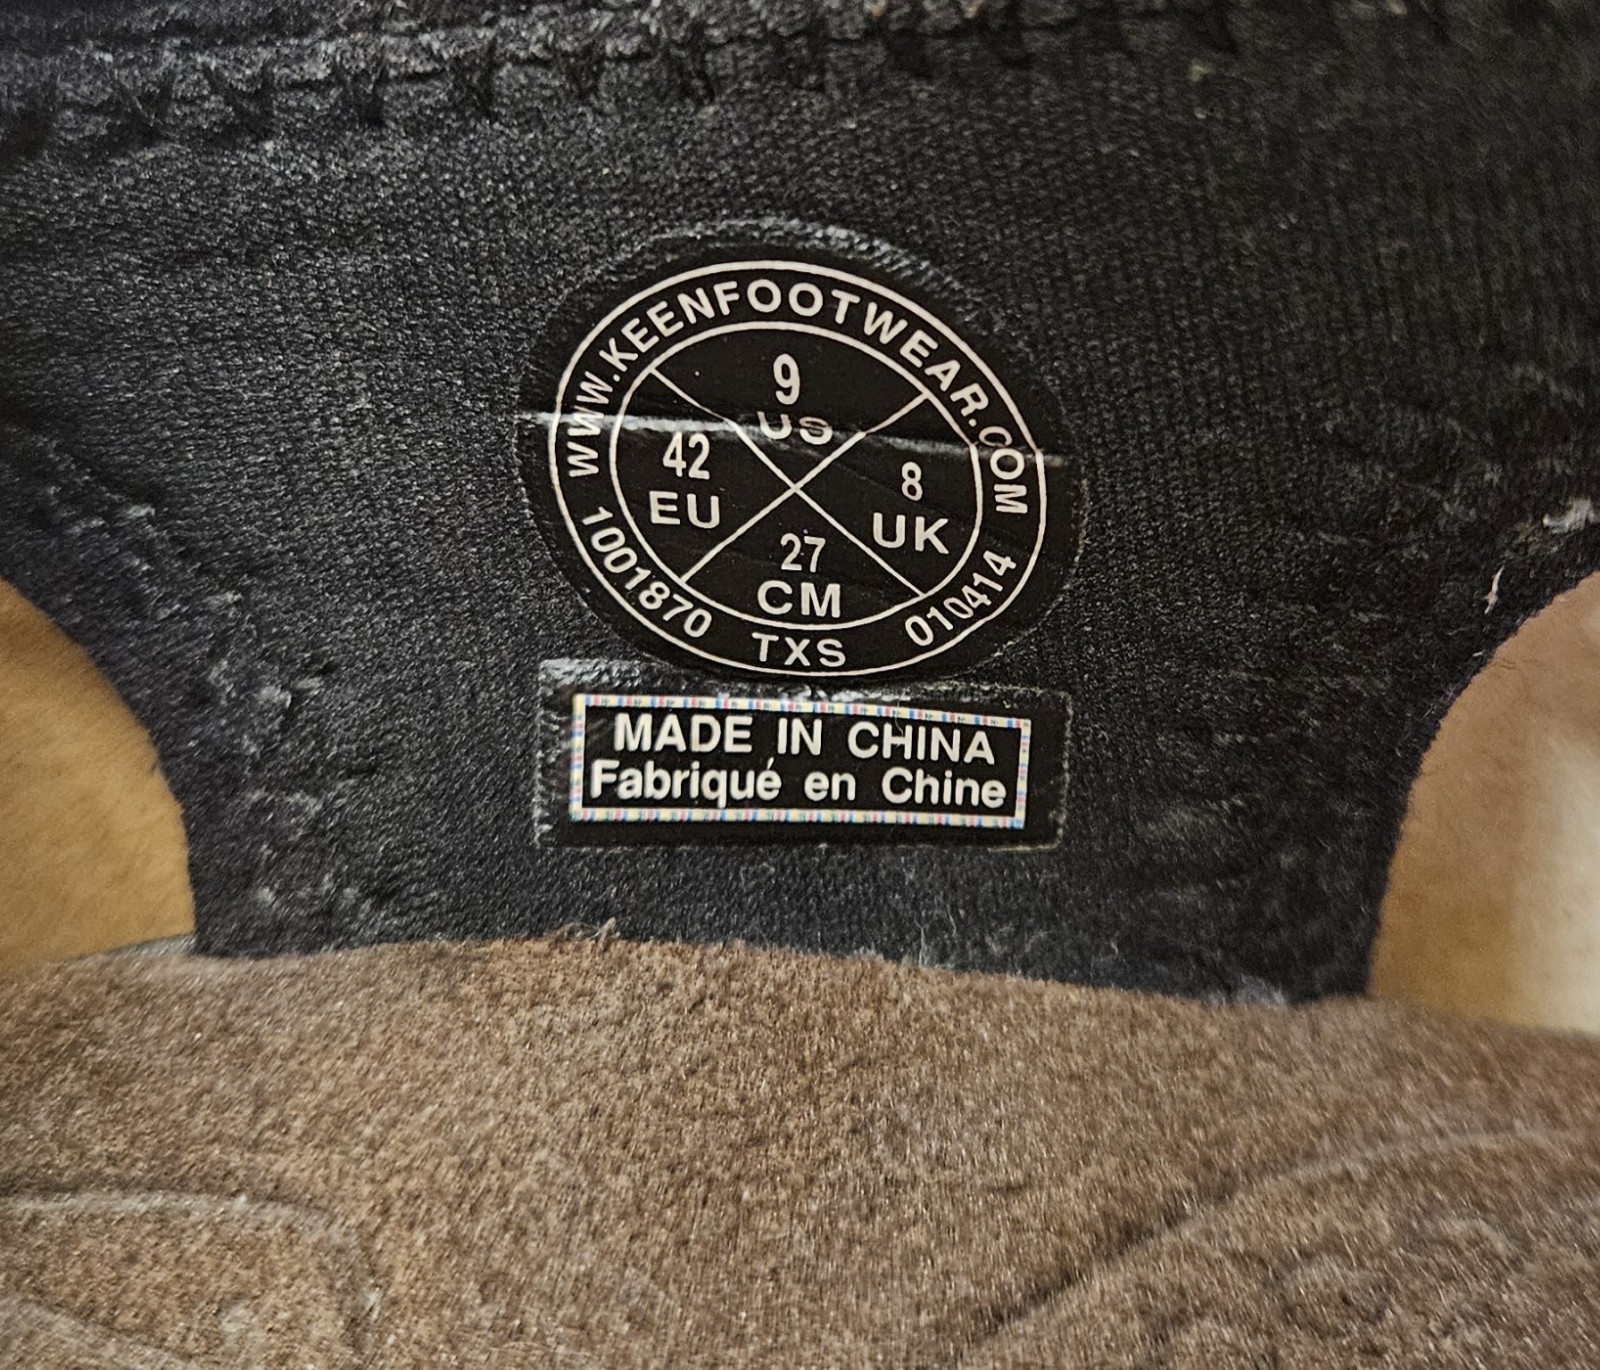 WWW.KEENFOOTWEAR.COM
9
US
42
EU
8
UK
27
CM
1001870 TXS 010414
MADE IN CHINA
Fabriqué en Chine